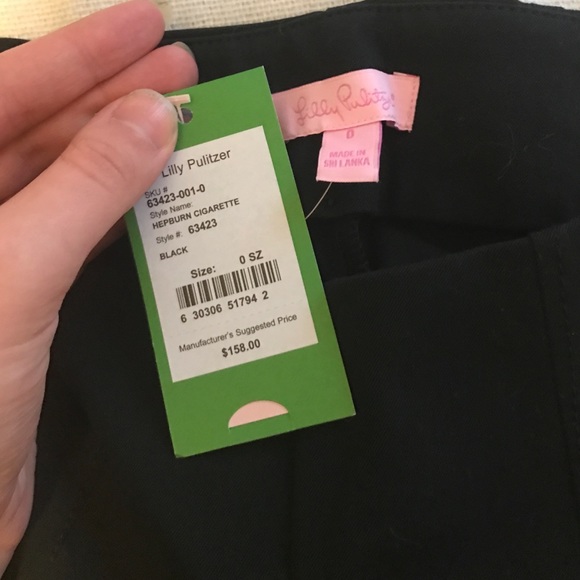 Lilly Pulitzer
SKU #
63423-001-0
Style Name:
HEPBURN CIGARETTE
Style #: 63423
BLACK
Size: 0 SZ
6 30306 51794 2
Manufacturer's Suggested Price
$158.00
Lilly Pulitzer
0
MADE IN
SRI LANKA